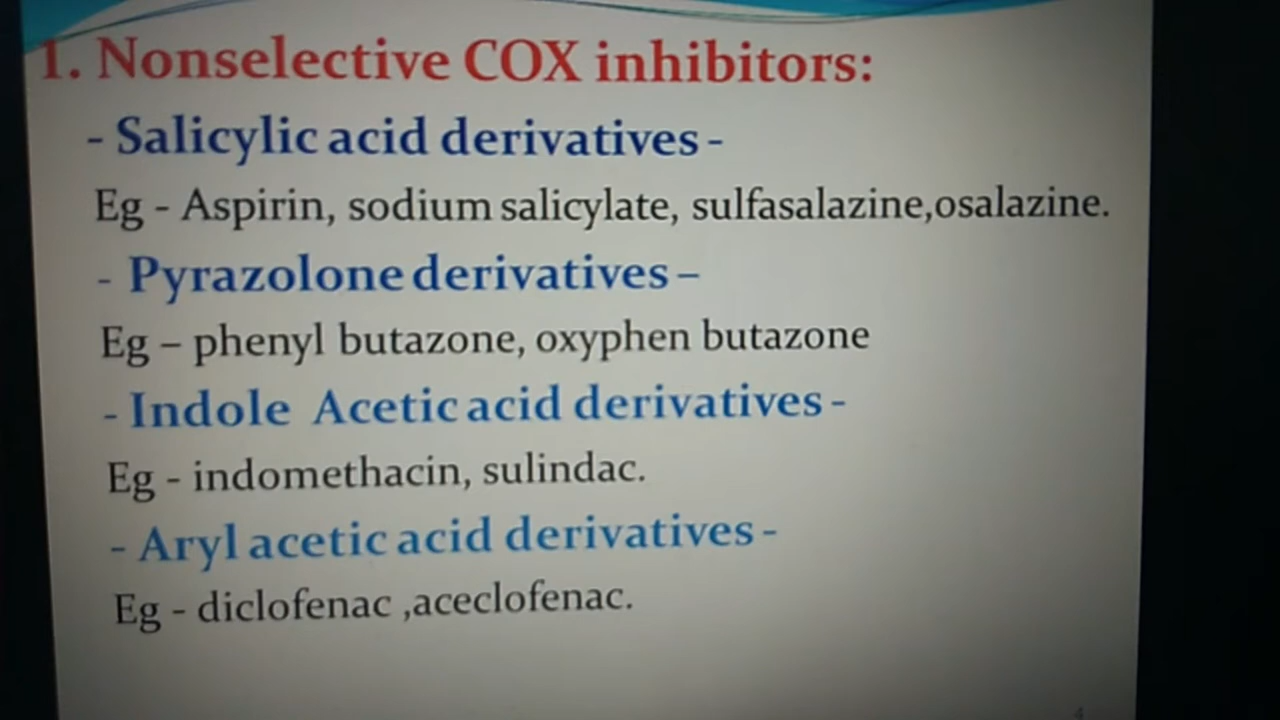 1. Nonselective COX inhibitors:
- Salicylic acid derivatives -
Eg - Aspirin, sodium salicylate, sulfasalazine,osalazine.
- Pyrazolone derivatives –
Eg – phenyl butazone, oxyphen butazone
- Indole Acetic acid derivatives -
Eg - indomethacin, sulindac.
- Aryl acetic acid derivatives -
Eg - diclofenac ,aceclofenac.
4